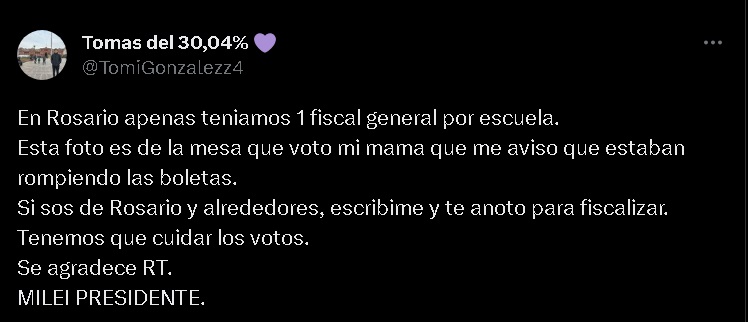 Tomas del 30,04% 💜
@TomiGonzalezz4
En Rosario apenas teniamos 1 fiscal general por escuela.
Esta foto es de la mesa que voto mi mama que me aviso que estaban
rompiendo las boletas.
Si sos de Rosario y alrededores, escribime y te anoto para fiscalizar.
Tenemos que cuidar los votos.
Se agradece RT.
MILEI PRESIDENTE.